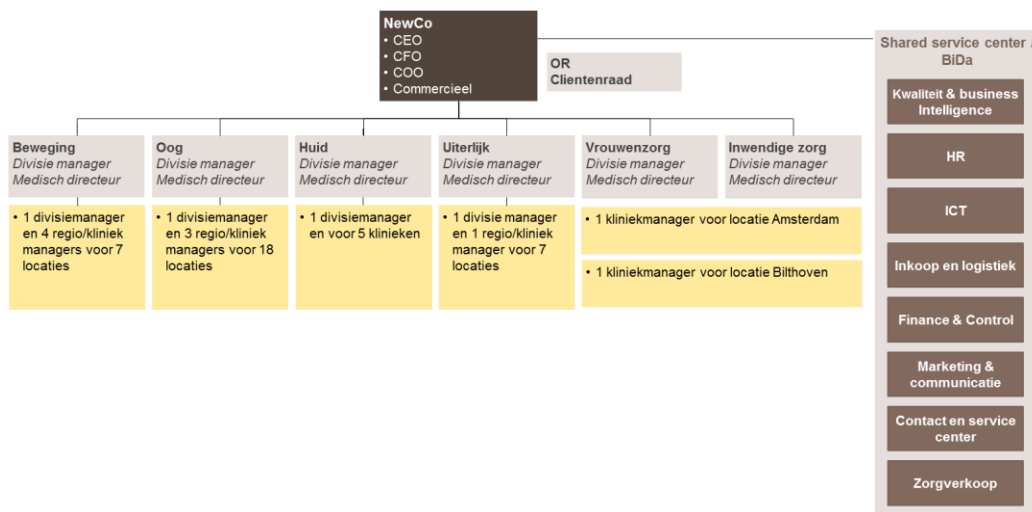 NewCo
• CEO
• CFO
• COO
• Commercieel
OR
Clientenraad
Beweging
Divisie manager
Medisch directeur
Oog
Divisie manager
Medisch directeur
Huid
Divisie manager
Medisch directeur
Uiterlijk
Divisie manager
Medisch directeur
Vrouwenzorg
Divisie manager
Medisch directeur
Inwendige zorg
Divisie manager
Medisch directeur
• 1 divisiemanager
en 4 regio/kliniek
managers voor 7
locaties
• 1 divisiemanager
en 3 regio/kliniek
managers voor 18
locaties
• 1 divisiemanager
en voor 5 klinieken
• 1 divisie manager
en 1 regio/kliniek
manager voor 7
locaties
• 1 kliniekmanager voor locatie Amsterdam
• 1 kliniekmanager voor locatie Bilthoven
Shared service center /
BiDa
Kwaliteit & business
Intelligence
HR
ICT
Inkoop en logistiek
Finance & Control
Marketing &
communicatie
Contact en service
center
Zorgverkoop